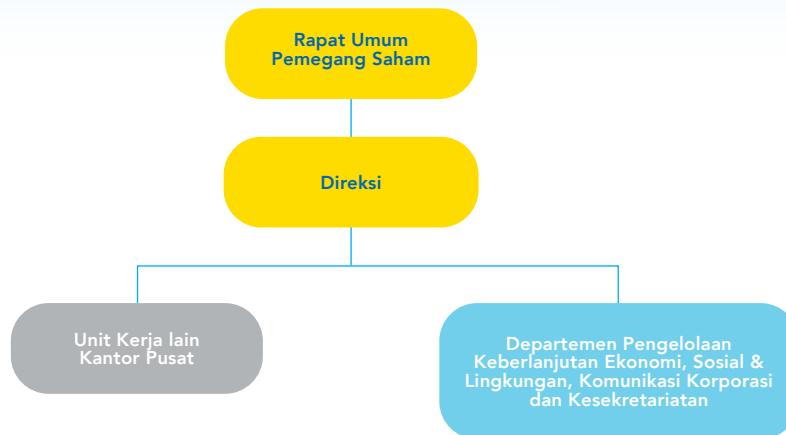 Rapat Umum
Pemegang Saham
Direksi
Unit Kerja lain
Kantor Pusat
Departemen Pengelolaan
Keberlanjutan Ekonomi, Sosial &
Lingkungan, Komunikasi Korporasi
dan Kesekretariatan